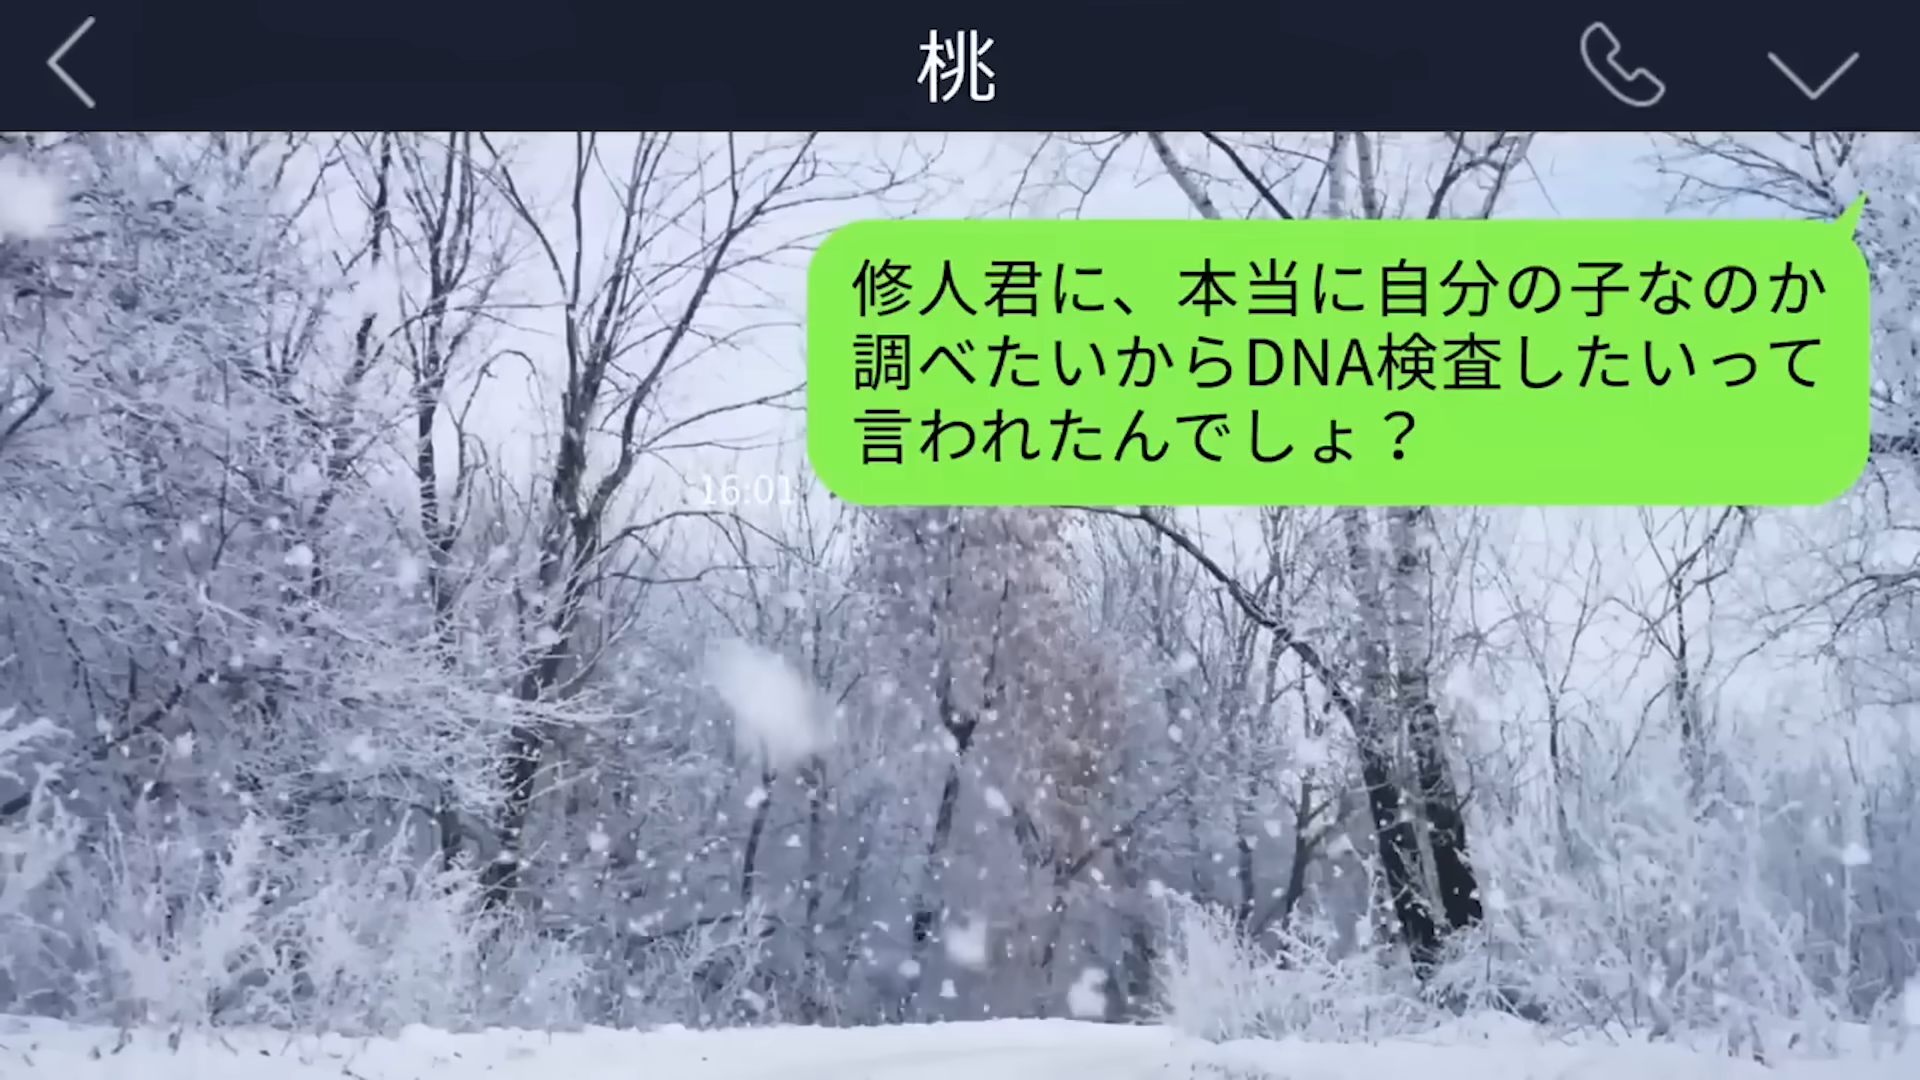 桃
修人君に、本当に自分の子なのか
調べたいからDNA検査したいって
言われたんでしょ？
16:01